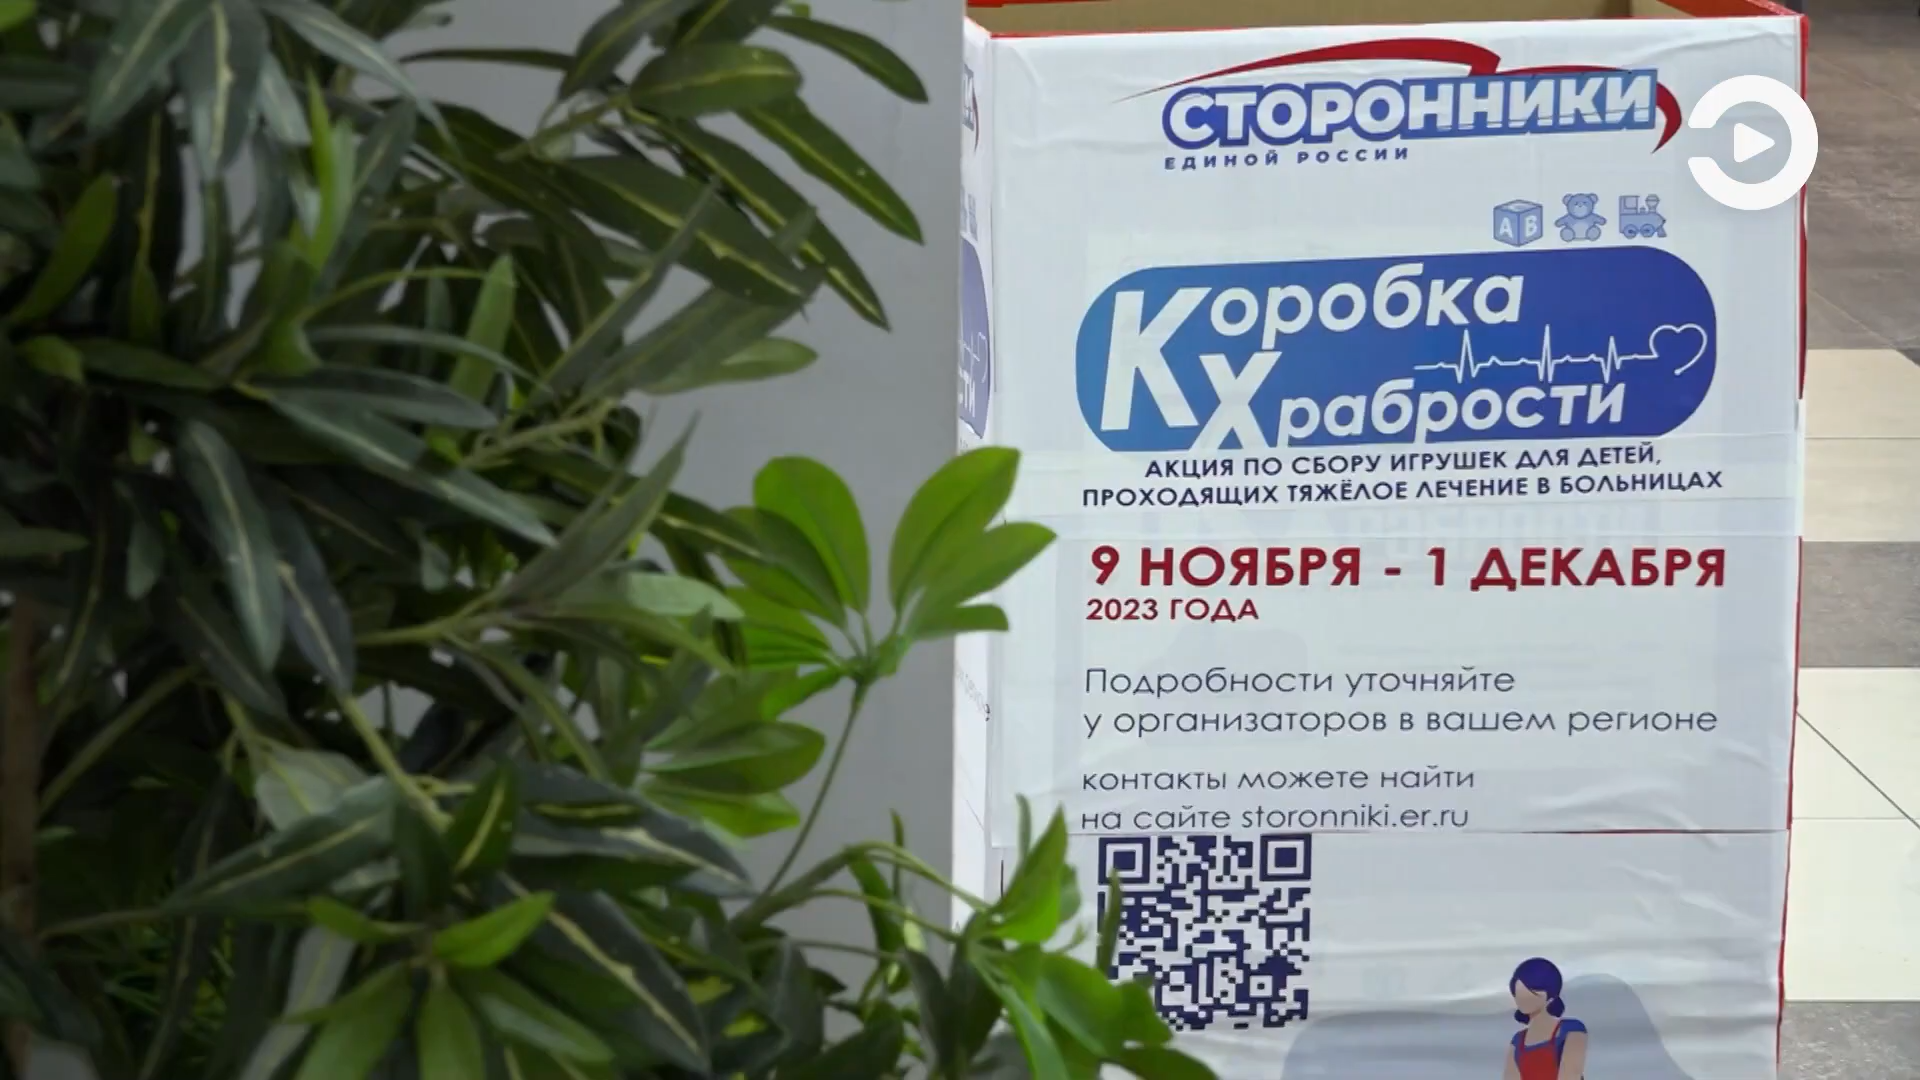 СТОРОННИКИ
ЕДИНОЙ РОССИИ
A B
Коробка
Храбрости
АКЦИЯ ПО СБОРУ ИГРУШЕК ДЛЯ ДЕТЕЙ,
ПРОХОДЯЩИХ ТЯЖЁЛОЕ ЛЕЧЕНИЕ В БОЛЬНИЦАХ
9 НОЯБРЯ - 1 ДЕКАБРЯ
2023 ГОДА
Подробности уточняйте
у организаторов в вашем регионе
контакты можете найти
на сайте storonniki.er.ru